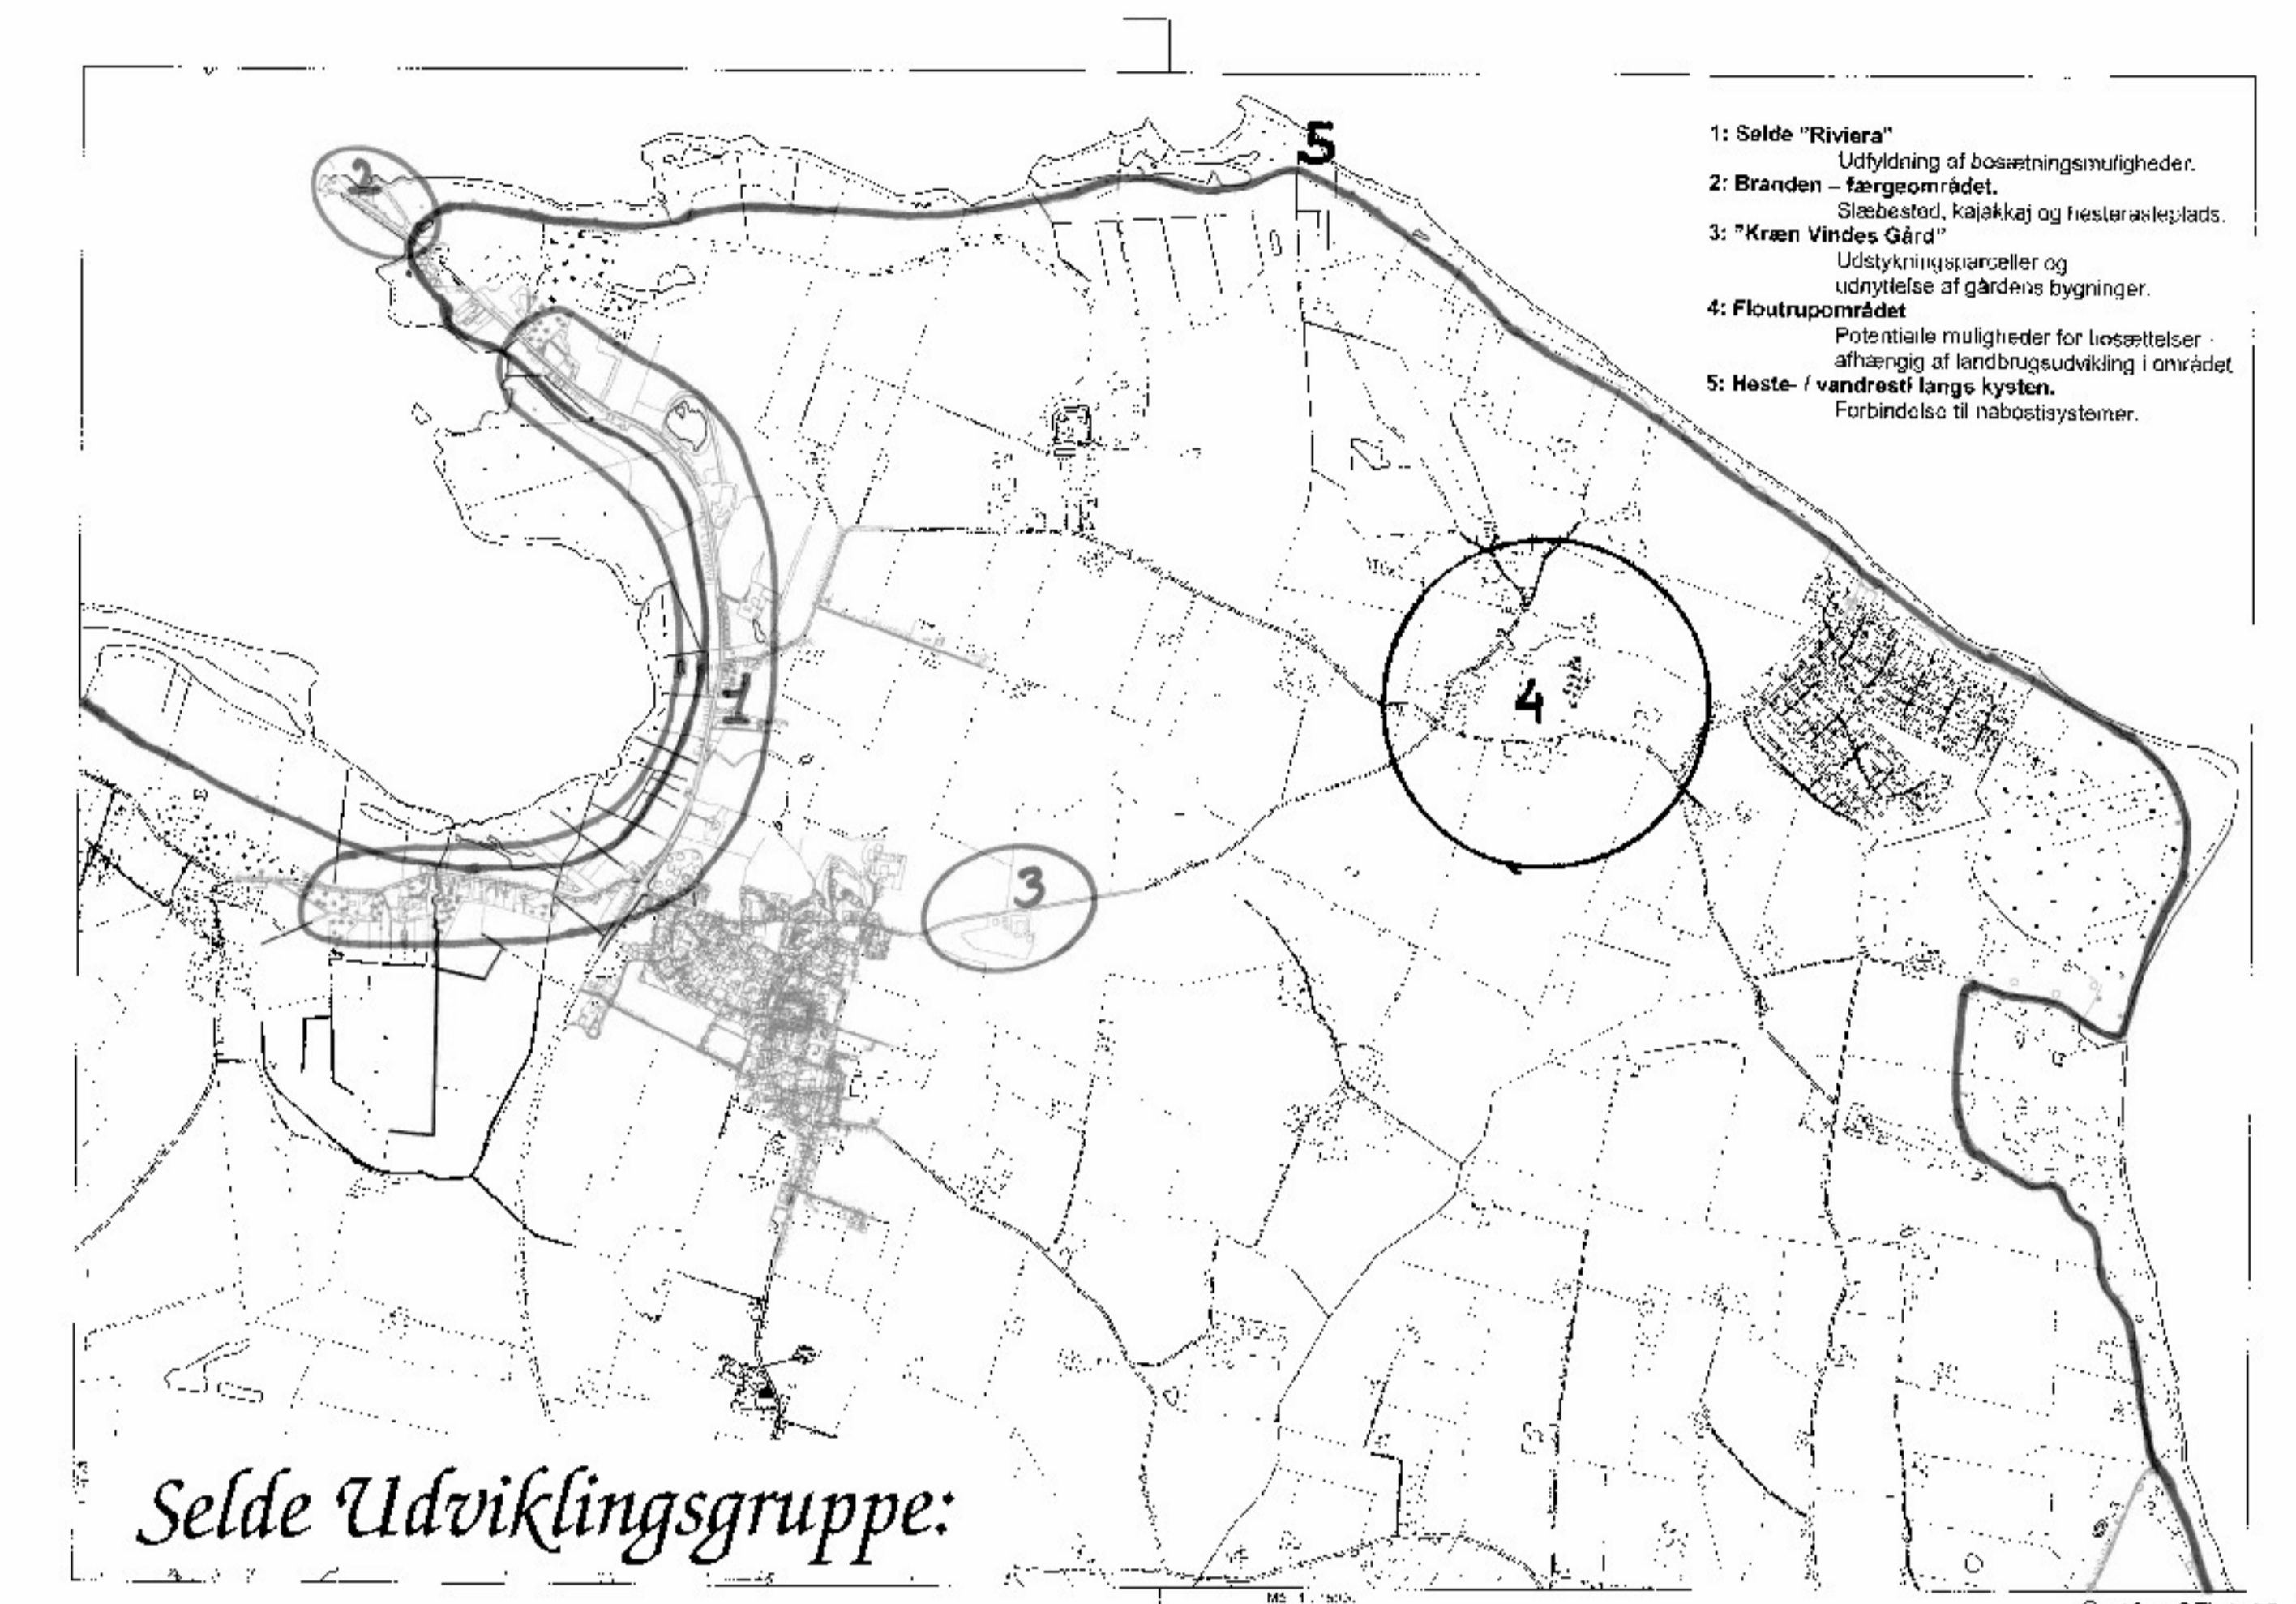 5
2
1: Selde "Riviera"
Udfyldning af bosætningsmuligheder.
2: Branden – færgeområdet.
Slæbested, kajakkaj og hesterasteplads.
3: "Kræn Vindes Gård"
Udstykningsparceller og
udnyttelse af gårdens bygninger.
4: Floutrupområdet
Potentielle muligheder for bosættelser -
afhængig af landbrugsudvikling i området
5: Heste- / vandresti langs kysten.
Forbindelse til nabostisystemer.
1
4
3
Selde Udviklingsgruppe: